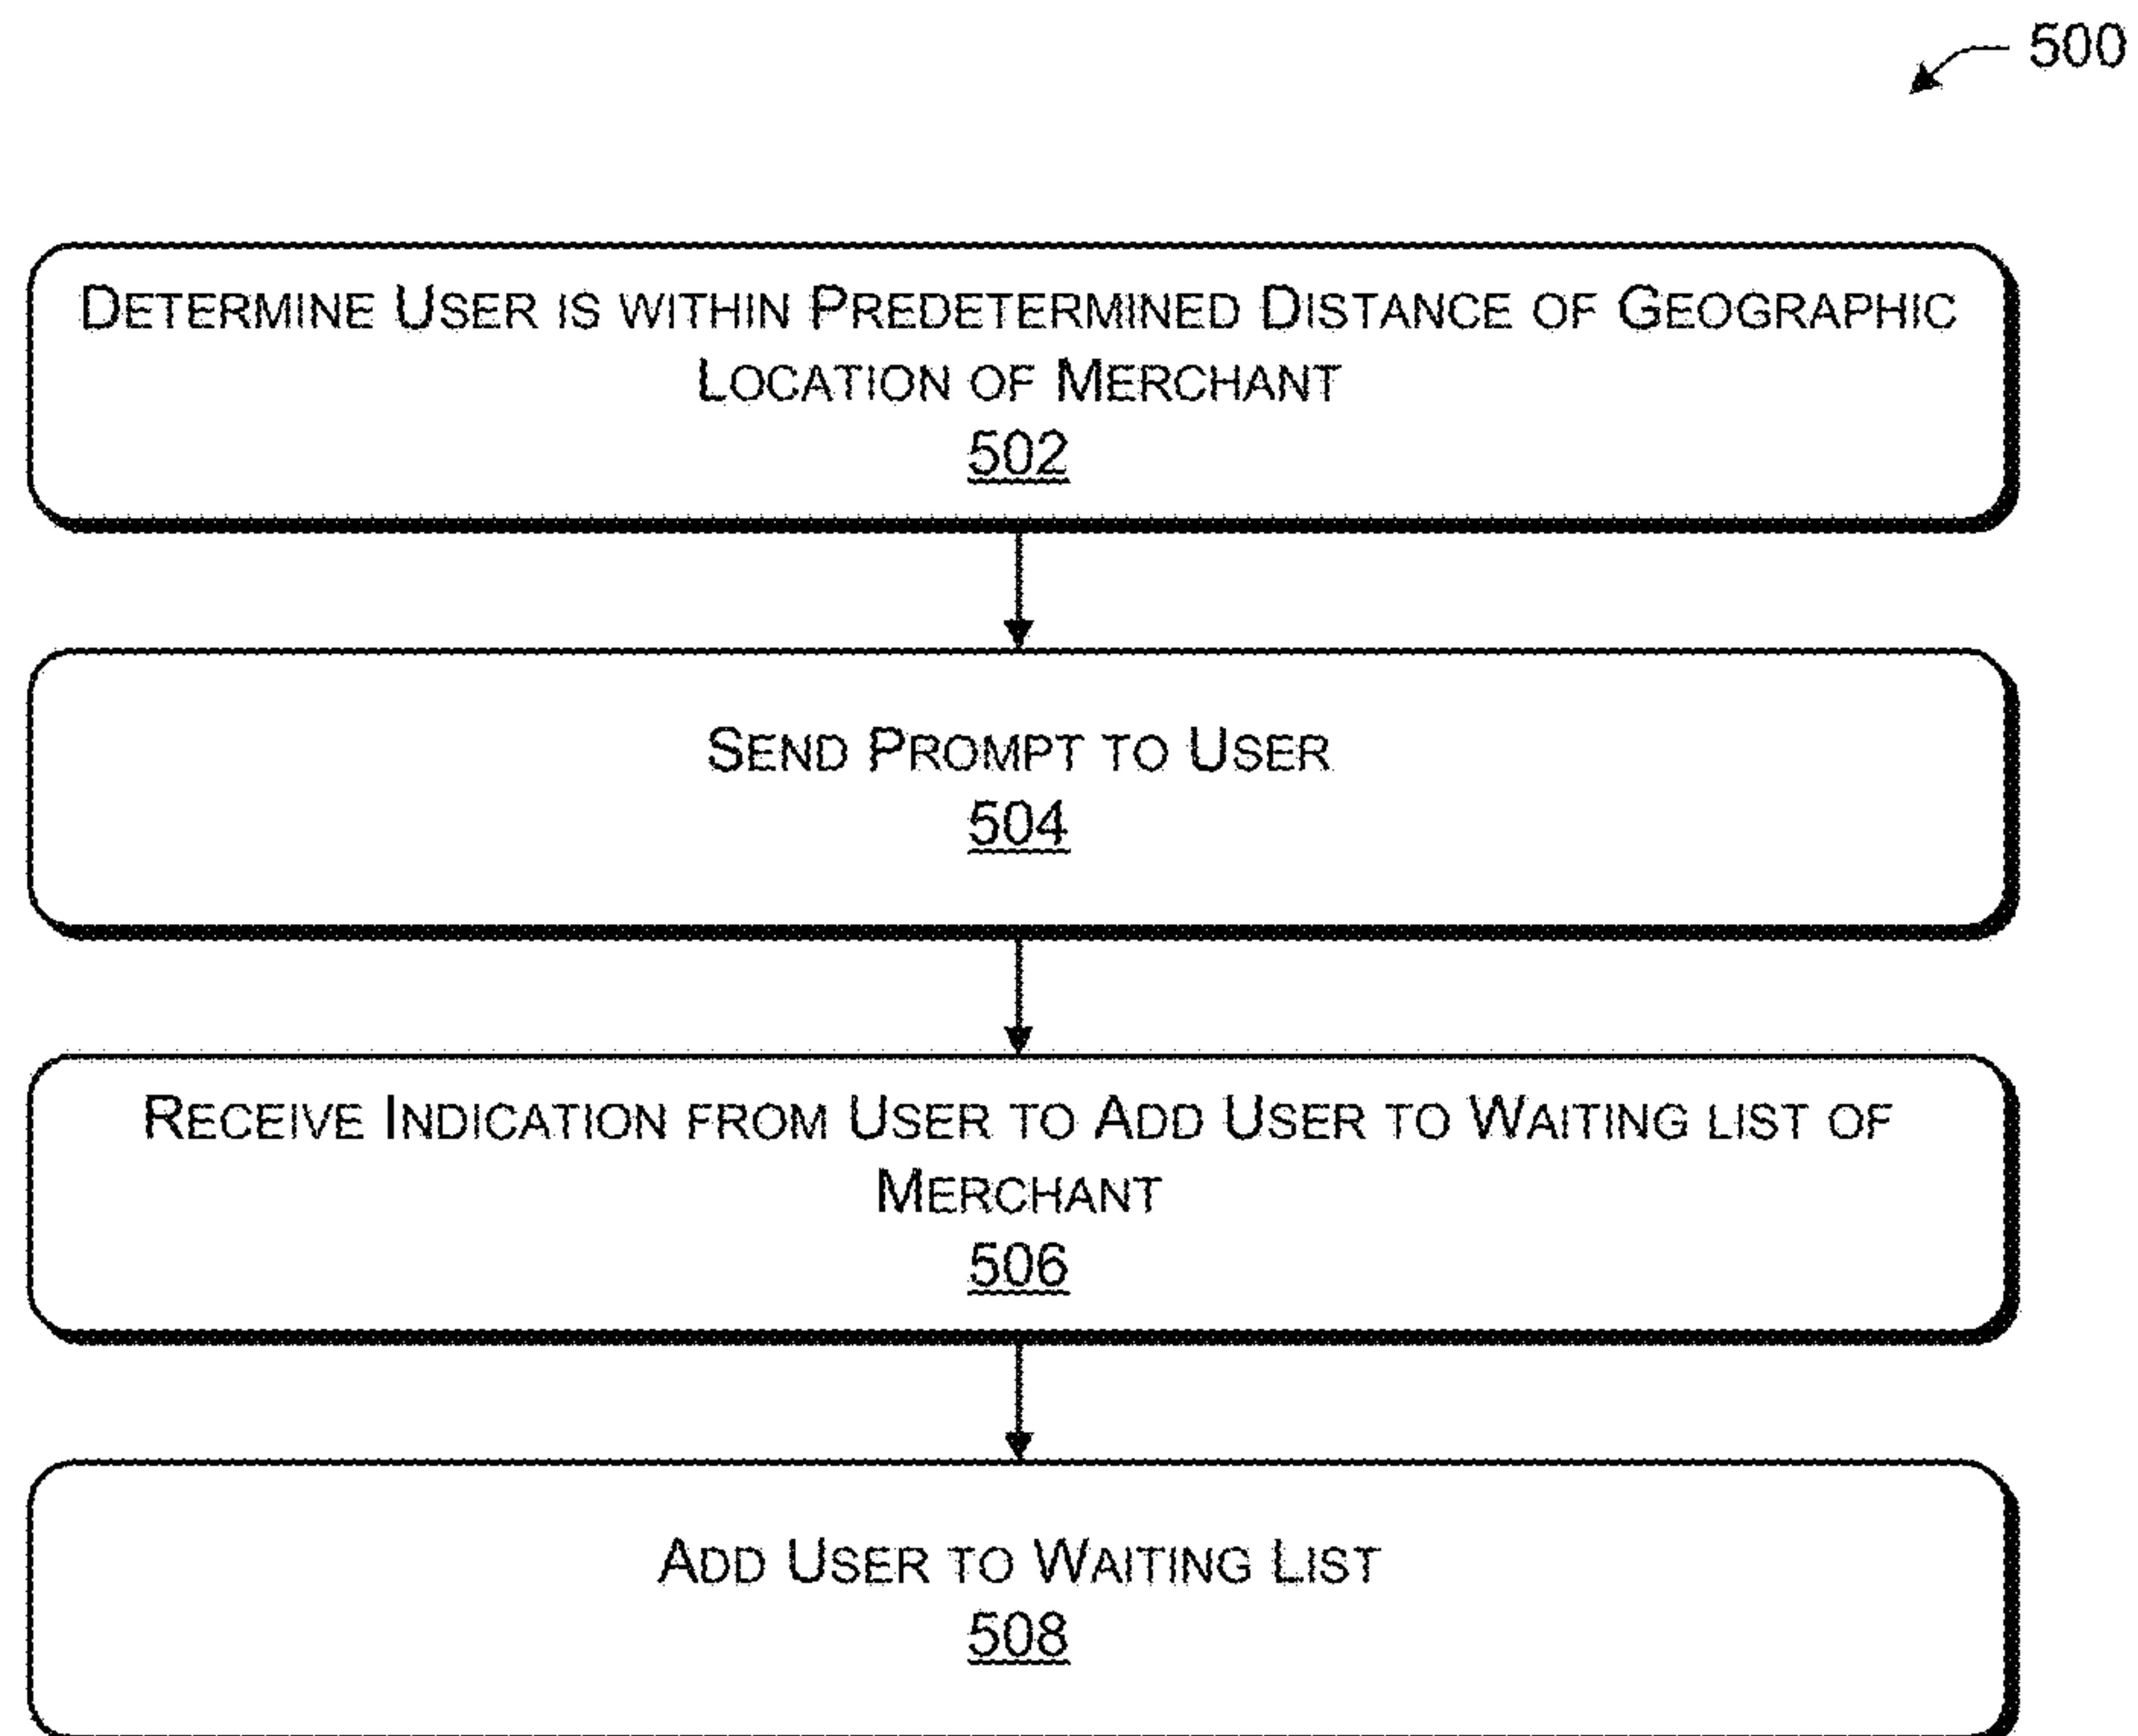 500
DETERMINE USER IS WITHIN PREDETERMINED DISTANCE OF GEOGRAPHIC
LOCATION OF MERCHANT
502
SEND PROMPT TO USER
504
RECEIVE INDICATION FROM USER TO ADD USER TO WAITING LIST OF
MERCHANT
506
ADD USER TO WAITING LIST
508